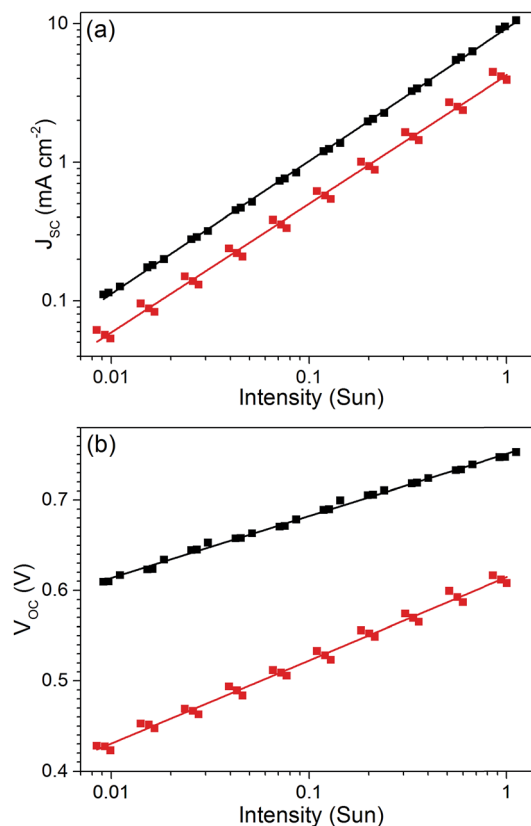 (a)
10
1
0.1
J_SC (mA cm⁻²)
0.01
0.1
1
Intensity (Sun)
(b)
0.7
0.6
0.5
0.4
V_OC (V)
0.01
0.1
1
Intensity (Sun)